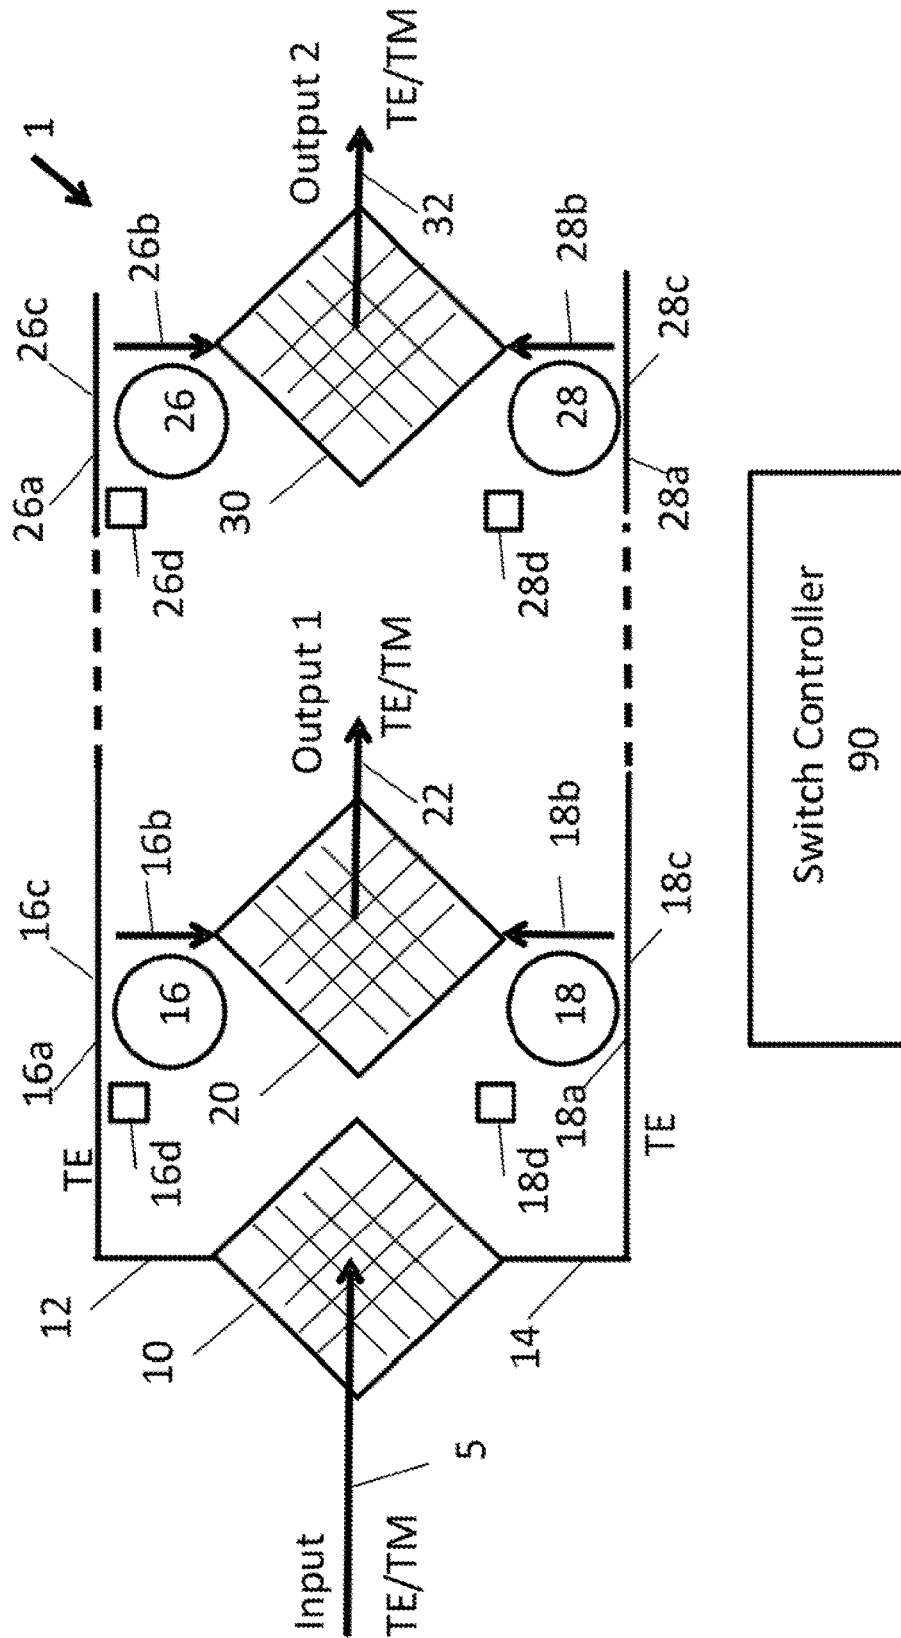 1
Input
TE/TM
5
10
12
14
TE
TE
16a
16c
16
16b
16d
18a
18c
18
18b
18d
20
22
Output 1
TE/TM
26a
26c
26
26b
26d
28a
28c
28
28b
28d
30
32
Output 2
TE/TM
Switch Controller
90